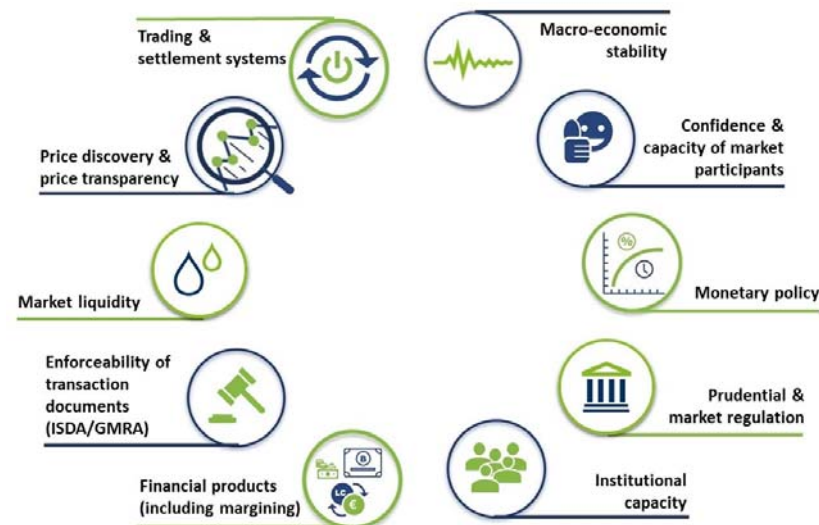 Trading &
settlement systems
Macro-economic
stability
Price discovery &
price transparency
Confidence &
capacity of market
participants
Market liquidity
%
Monetary policy
Enforceability of
transaction
documents
(ISDA/GMRA)
Prudential &
market regulation
Financial products
(including margining)
B
LC
€
Institutional
capacity